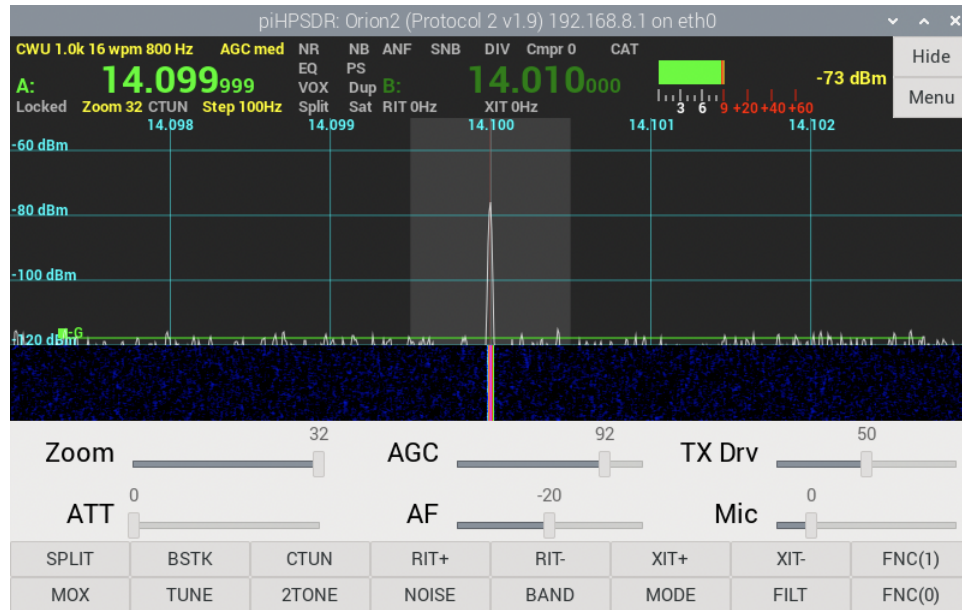 piHPSDR: Orion2 (Protocol 2 v1.9) 192.168.8.1 on eth0
CWU 1.0k 16 wpm 800 Hz AGC med NR NB ANF SNB DIV Cmpr 0 CAT
EQ PS
A: 14.099999 VOX Dup B: 14.010000 -73 dBm
Locked Zoom 32 CTUN Step 100Hz Split Sat RIT 0Hz XIT 0Hz
3 6 9 +20 +40 +60
Hide
Menu
14.098 14.099 14.100 14.101 14.102
-60 dBm
-80 dBm
-100 dBm
-G
-120 dBm
Zoom 32 AGC 92 TX Drv 50
ATT 0 AF -20 Mic 0
SPLIT BSTK CTUN RIT+ RIT- XIT+ XIT- FNC(1)
MOX TUNE 2TONE NOISE BAND MODE FILT FNC(0)